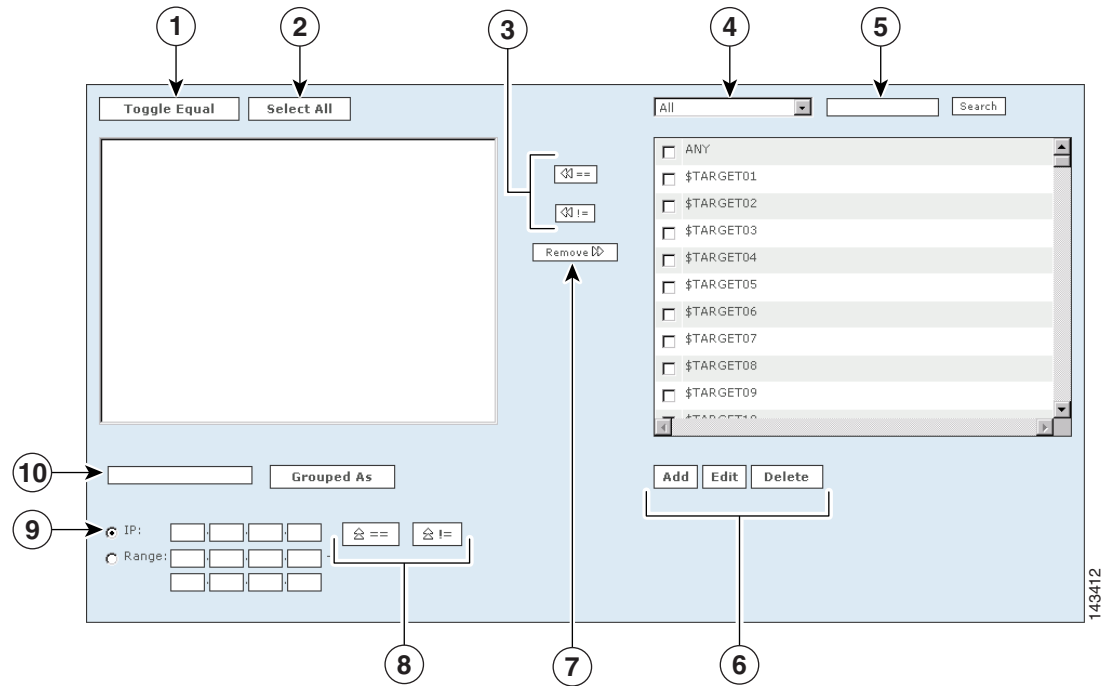 1 2 3 4 5
Toggle Equal Select All All Search
ANY
$TARGET01
== $TARGET02
!= $TARGET03
Remove $TARGET04
$TARGET05
$TARGET06
$TARGET07
$TARGET08
$TARGET09
$TARGET10
10 Grouped As Add Edit Delete
9 IP: . . . == !=
Range: . . . -
. . .
143412
8 7 6